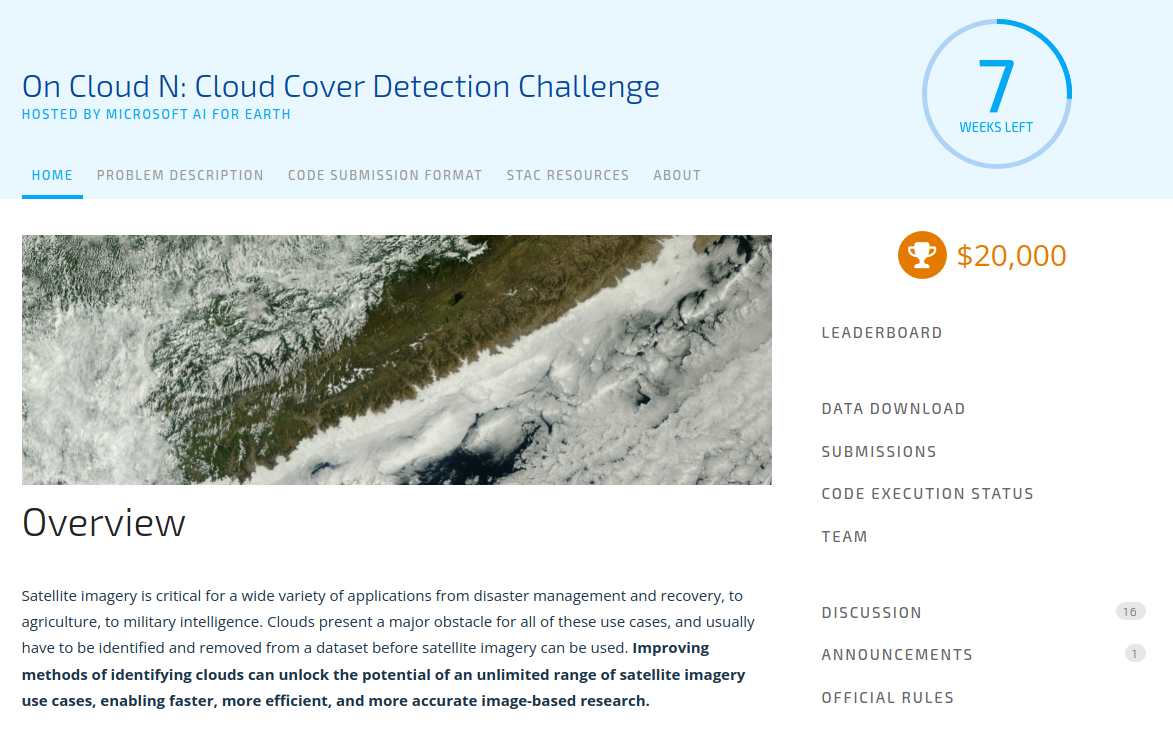 On Cloud N: Cloud Cover Detection Challenge
HOSTED BY MICROSOFT AI FOR EARTH
7
WEEKS LEFT
HOME
PROBLEM DESCRIPTION
CODE SUBMISSION FORMAT
STAC RESOURCES
ABOUT
Overview
Satellite imagery is critical for a wide variety of applications from disaster management and recovery, to
agriculture, to military intelligence. Clouds present a major obstacle for all of these use cases, and usually
have to be identified and removed from a dataset before satellite imagery can be used. Improving
methods of identifying clouds can unlock the potential of an unlimited range of satellite imagery
use cases, enabling faster, more efficient, and more accurate image-based research.
$20,000
LEADERBOARD
DATA DOWNLOAD
SUBMISSIONS
CODE EXECUTION STATUS
TEAM
DISCUSSION 16
ANNOUNCEMENTS 1
OFFICIAL RULES